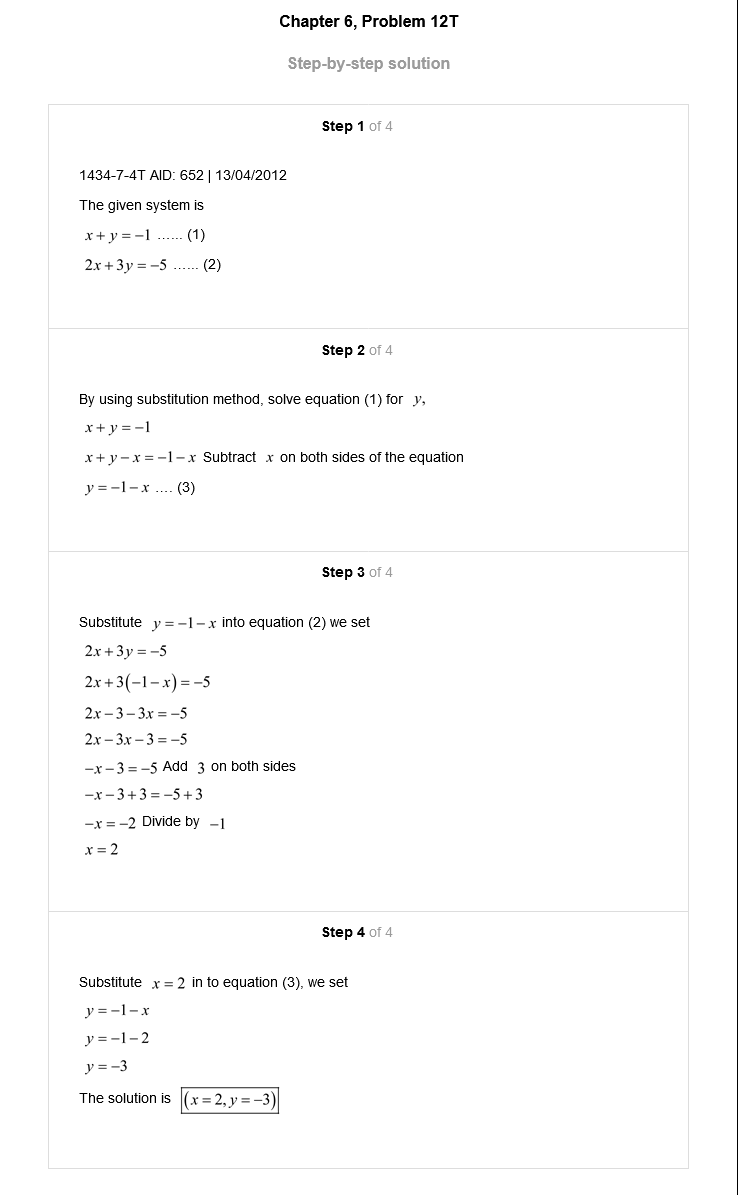 Chapter 6, Problem 12T
Step-by-step solution
Step 1 of 4
1434-7-4T AID: 652 | 13/04/2012
The given system is
x + y = −1 ...... (1)
2x + 3y = −5 ...... (2)
Step 2 of 4
By using substitution method, solve equation (1) for y,
x + y = −1
x + y − x = −1 − x Subtract x on both sides of the equation
y = −1 − x .... (3)
Step 3 of 4
Substitute y = −1 − x into equation (2) we set
2x + 3y = −5
2x + 3(−1 − x) = −5
2x − 3 − 3x = −5
2x − 3x − 3 = −5
−x − 3 = −5 Add 3 on both sides
−x − 3 + 3 = −5 + 3
−x = −2 Divide by −1
x = 2
Step 4 of 4
Substitute x = 2 in to equation (3), we set
y = −1 − x
y = −1 − 2
y = −3
The solution is (x = 2, y = −3)